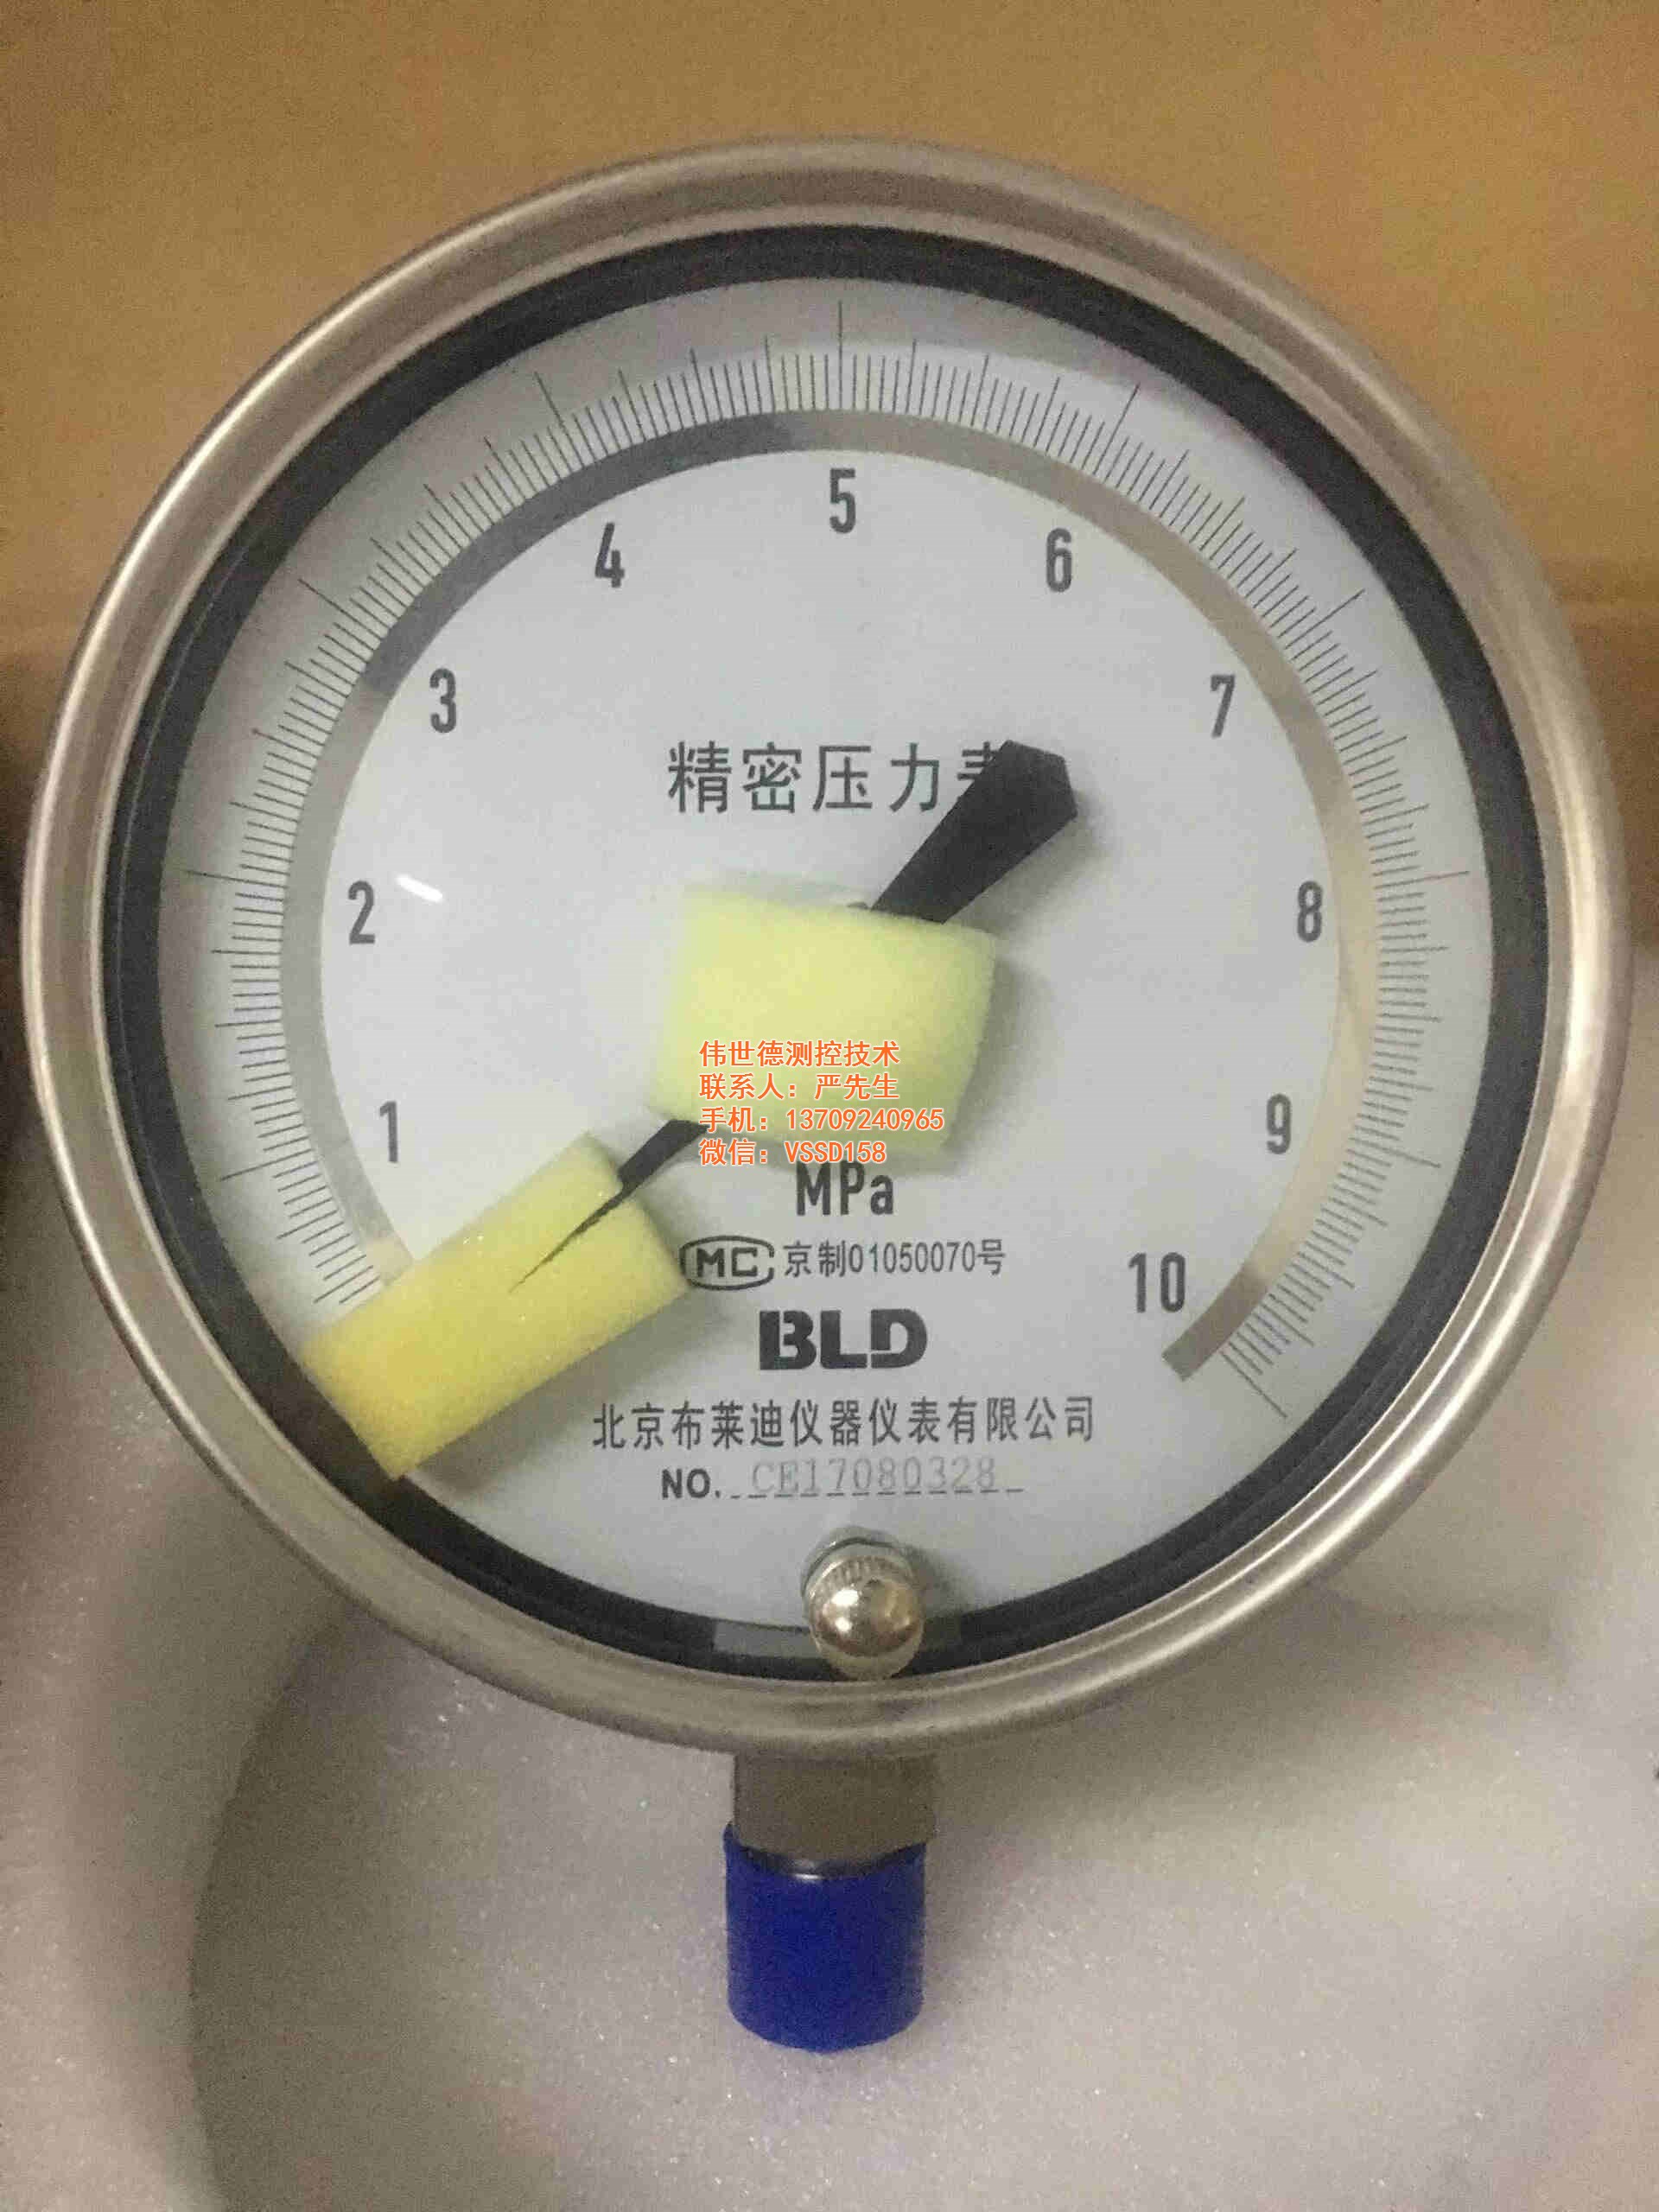 5
4
6
3
7
精密压力表
2
8
伟世德测控技术
联系人：严先生
手机：13709240965
微信：VSSD158
1
9
MPa
MC 京制01050070号
10
BLD
北京布莱迪仪器仪表有限公司
NO. CE17080328